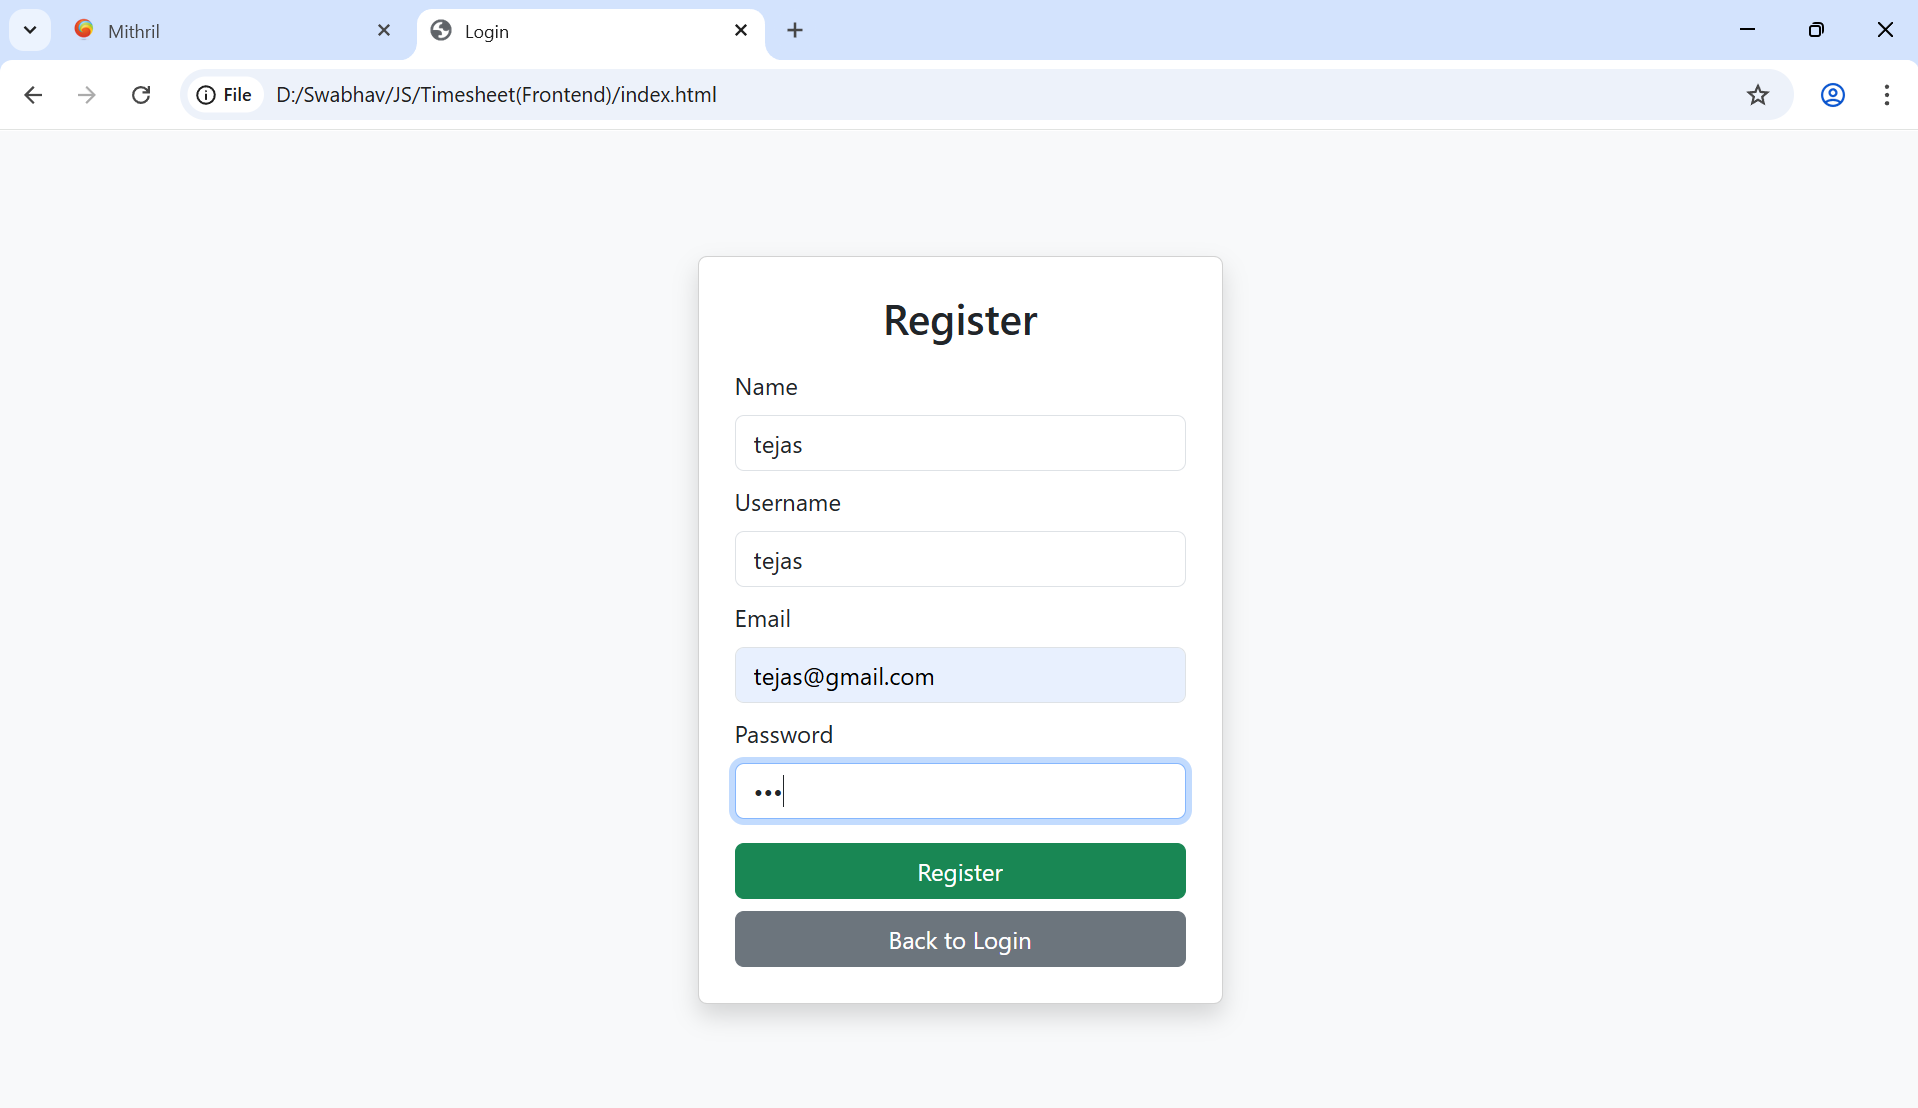 Mithril
Login
File
D:/Swabhav/JS/Timesheet(Frontend)/index.html
Register
Name
tejas
Username
tejas
Email
tejas@gmail.com
Password
•••
Register
Back to Login